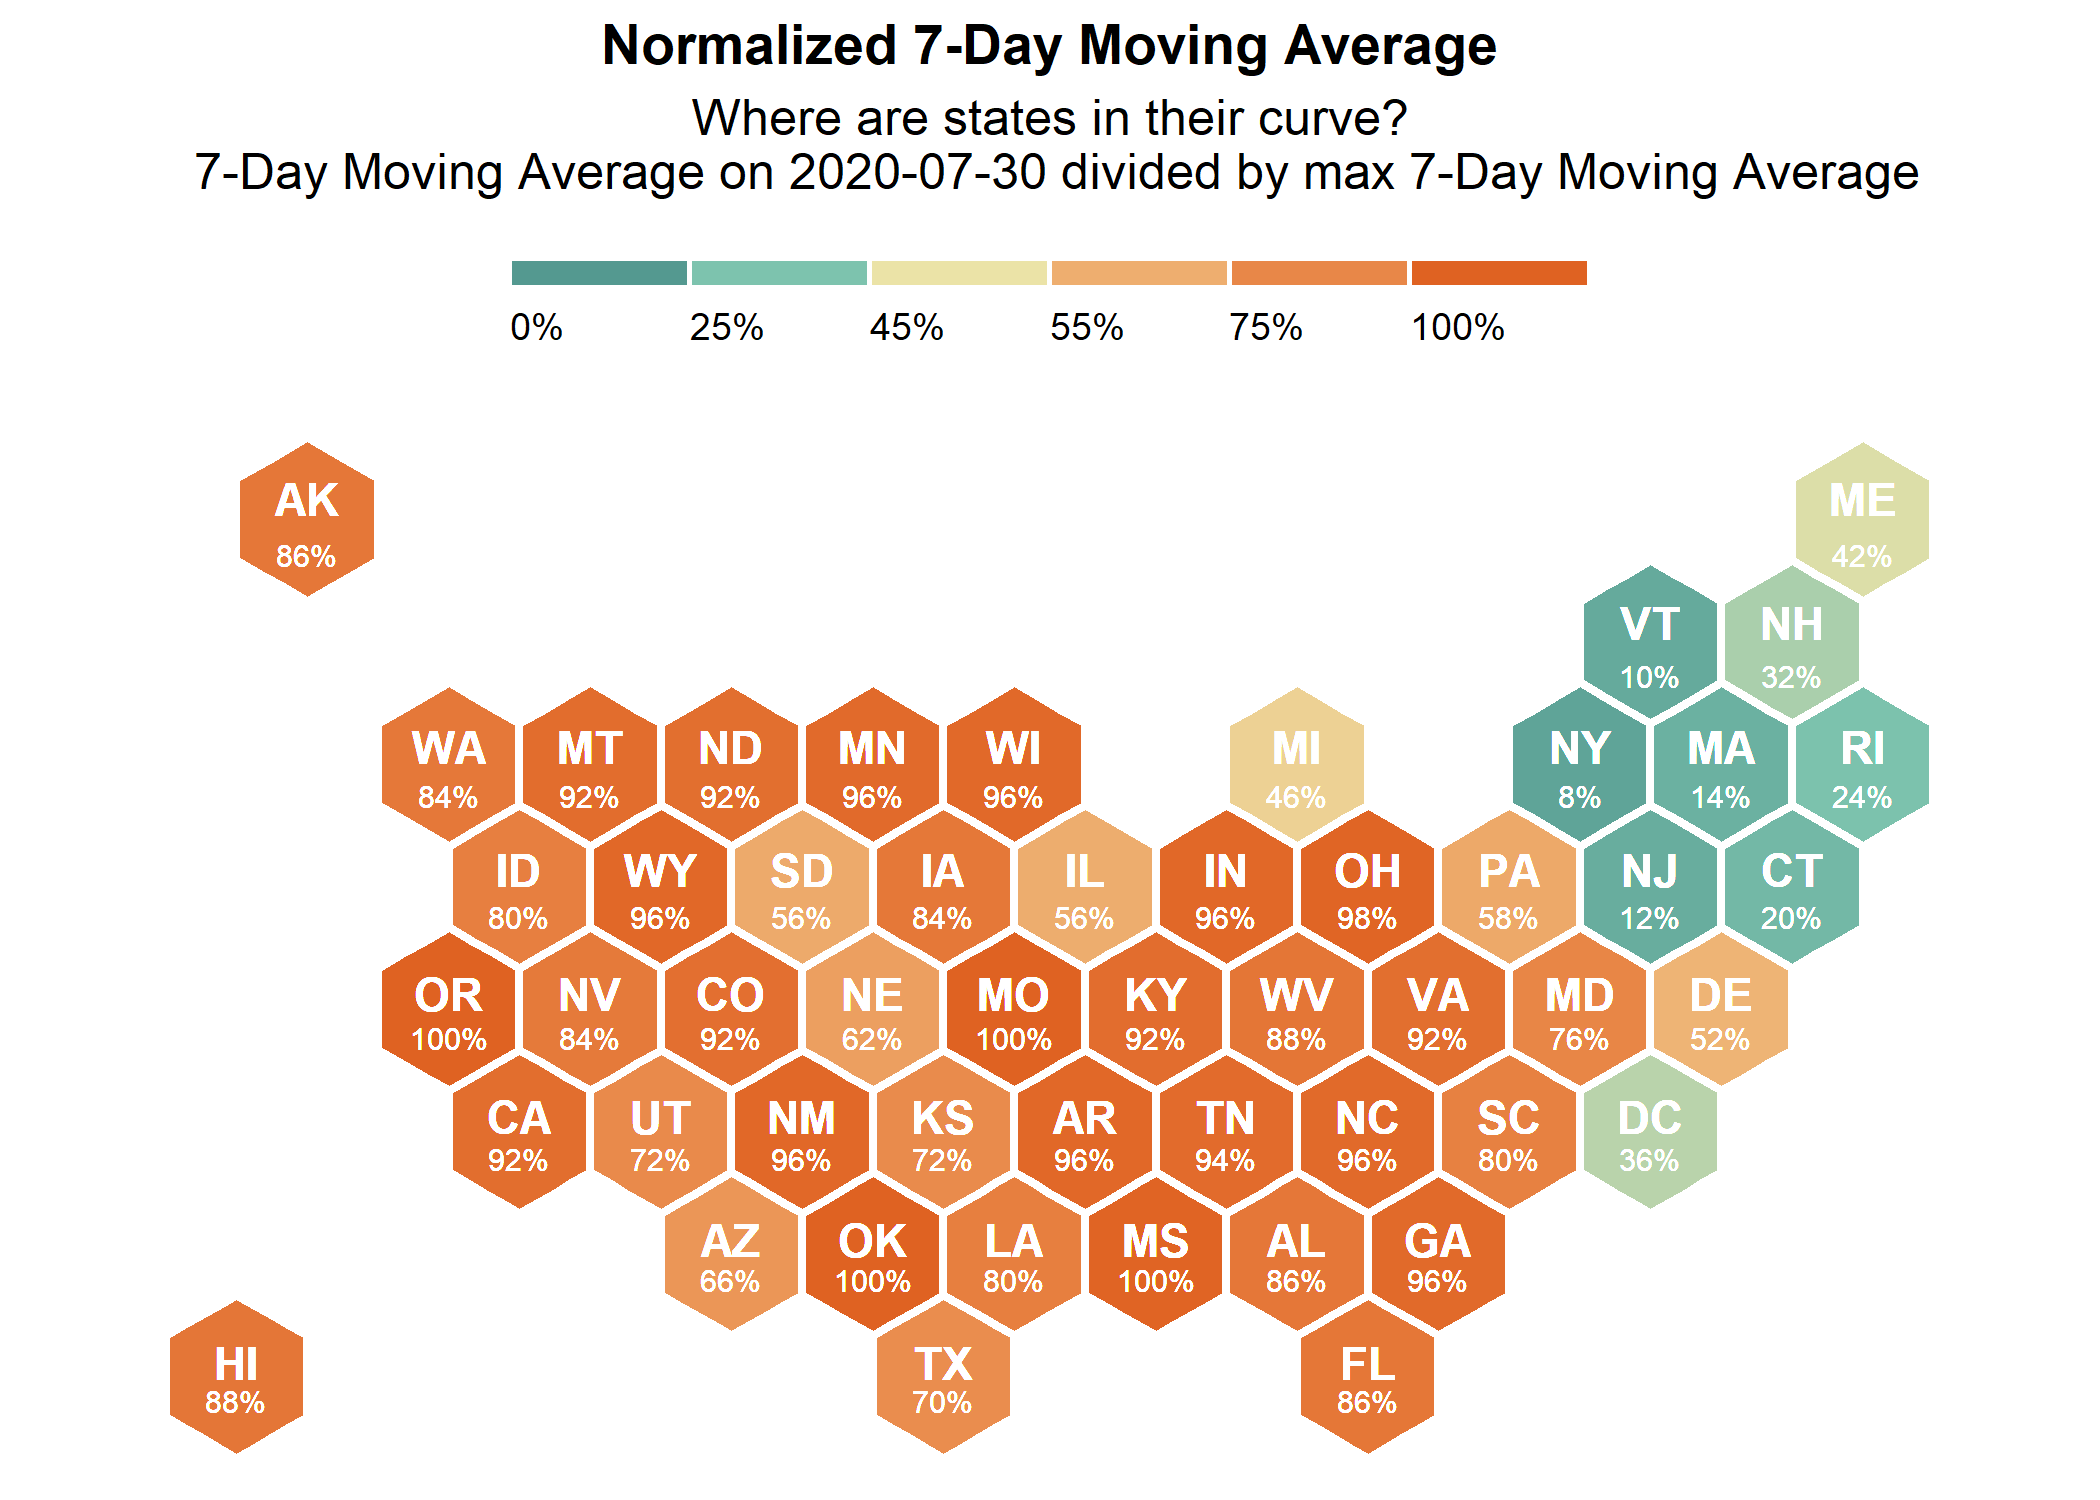 Normalized 7-Day Moving Average
Where are states in their curve?
7-Day Moving Average on 2020-07-30 divided by max 7-Day Moving Average
0% 25% 45% 55% 75% 100%
AK ME
86% 42%
VT NH
10% 32%
WA MT ND MN WI MI NY MA RI
84% 92% 92% 96% 96% 46% 8% 14% 24%
ID WY SD IA IL IN OH PA NJ CT
80% 96% 56% 84% 56% 96% 98% 58% 12% 20%
OR NV CO NE MO KY WV VA MD DE
100% 84% 92% 62% 100% 92% 88% 92% 76% 52%
CA UT NM KS AR TN NC SC DC
92% 72% 96% 72% 96% 94% 96% 80% 36%
AZ OK LA MS AL GA
66% 100% 80% 100% 86% 96%
HI TX FL
88% 70% 86%